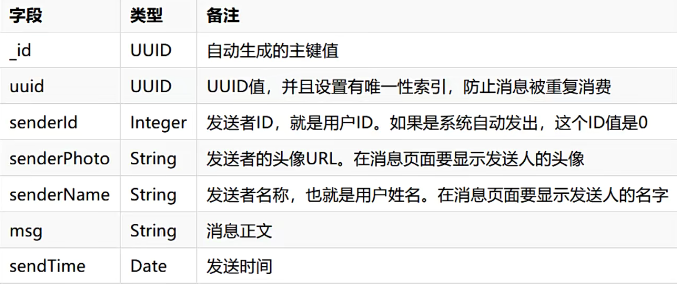 字段 类型 备注
_id UUID 自动生成的主键值
uuid UUID UUID值，并且设置有唯一性索引，防止消息被重复消费
senderId Integer 发送者ID，就是用户ID。如果是系统自动发出，这个ID值是0
senderPhoto String 发送者的头像URL。在消息页面要显示发送人的头像
senderName String 发送者名称，也就是用户姓名。在消息页面要显示发送人的名字
msg String 消息正文
sendTime Date 发送时间